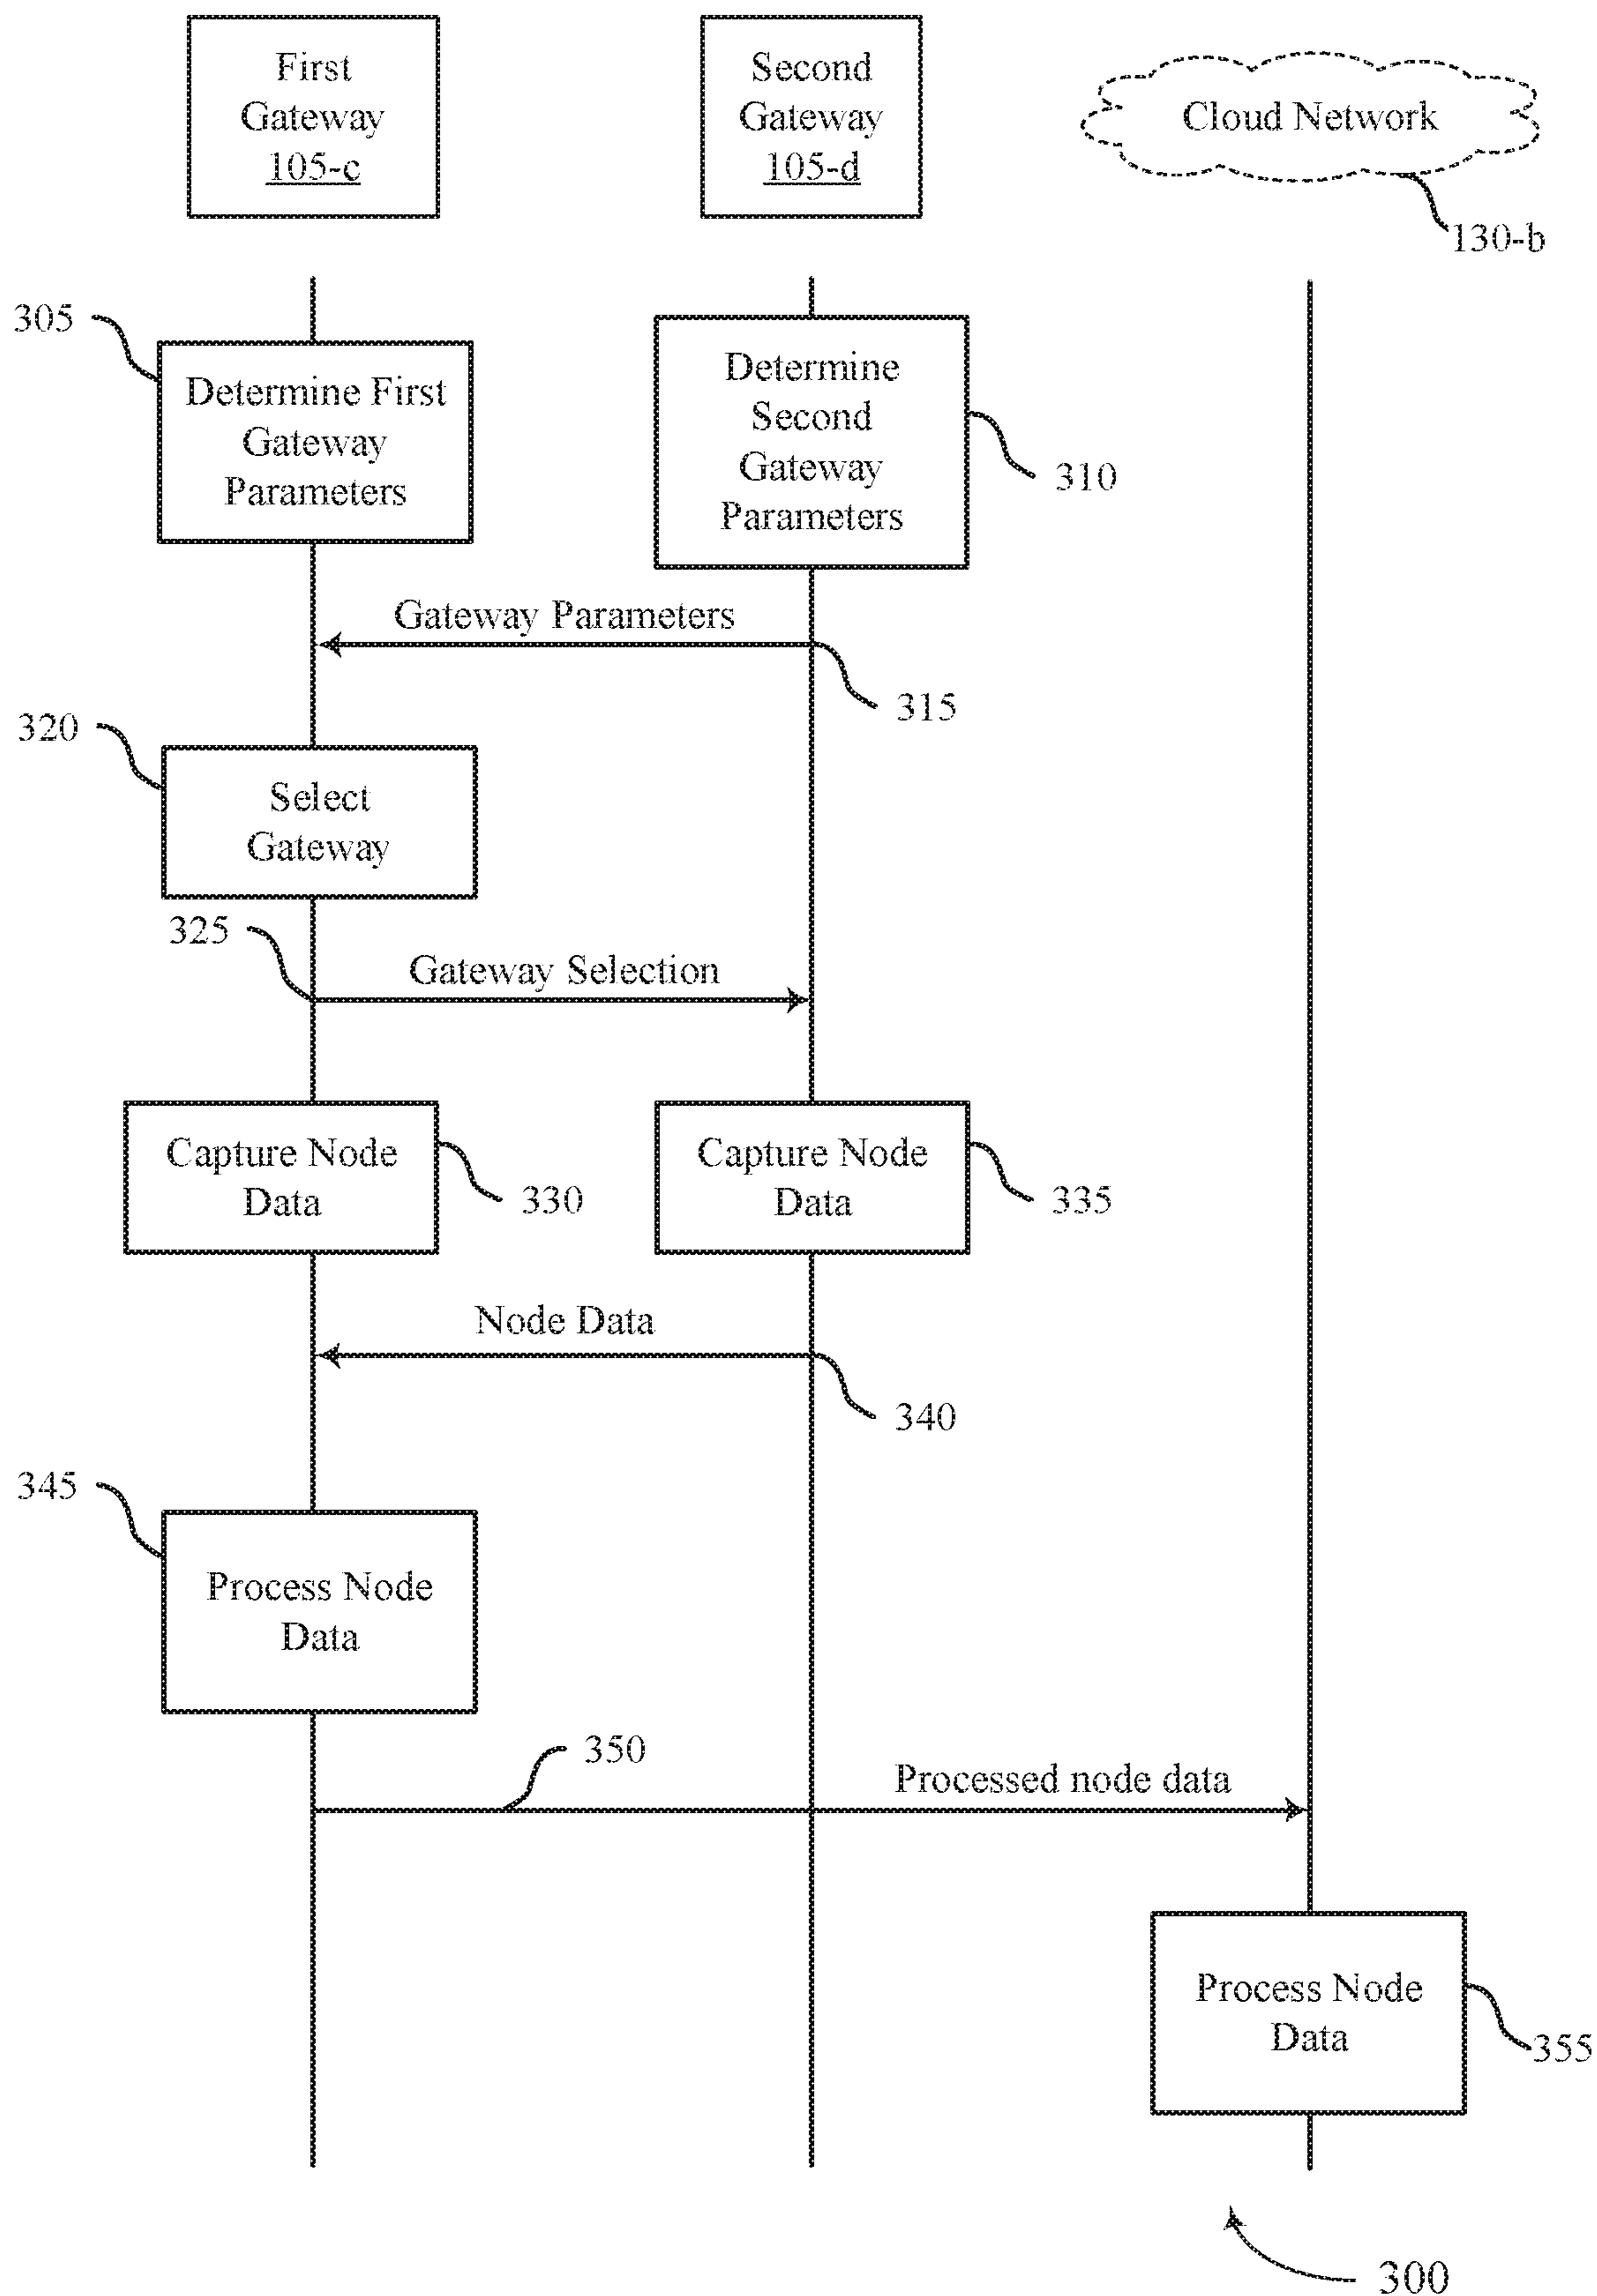 First
Gateway
105-c
Second
Gateway
105-d
Cloud Network
130-b
305
Determine First
Gateway
Parameters
Determine
Second
Gateway
Parameters
310
Gateway Parameters
315
320
Select
Gateway
325
Gateway Selection
Capture Node
Data
330
Capture Node
Data
335
Node Data
340
345
Process Node
Data
350
Processed node data
Process Node
Data
355
300